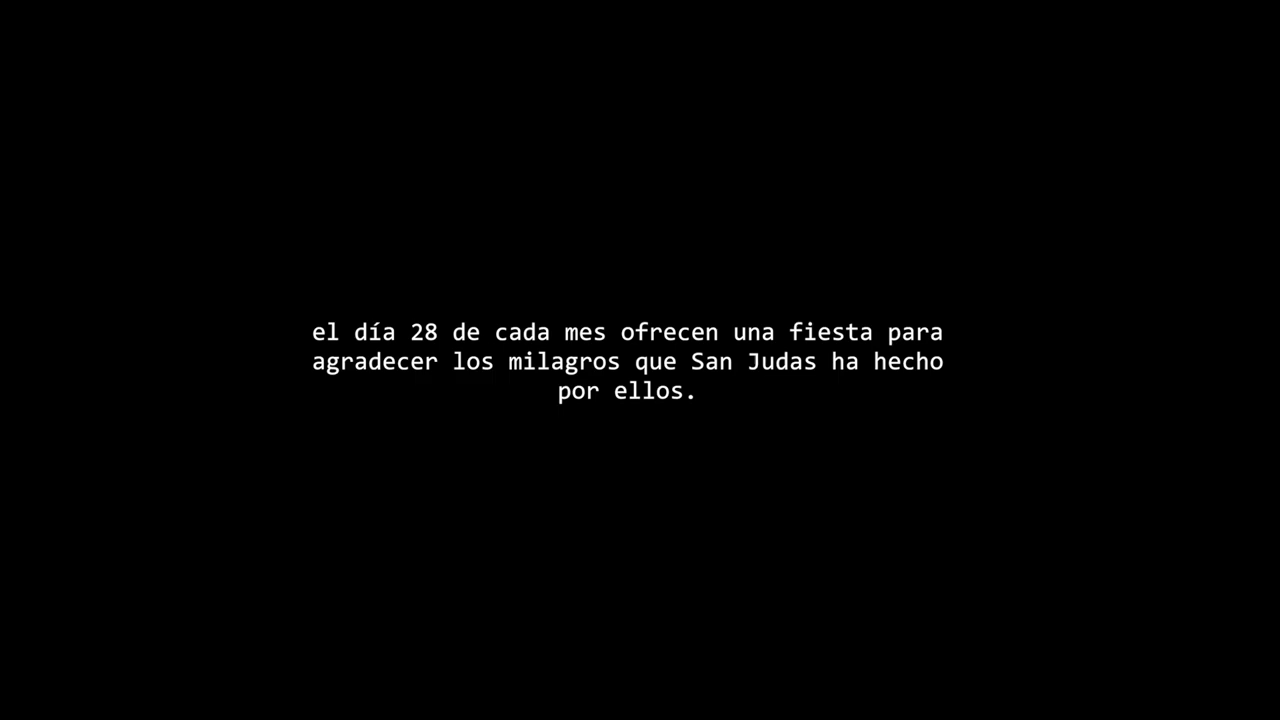 el día 28 de cada mes ofrecen una fiesta para
agradecer los milagros que San Judas ha hecho
por ellos.